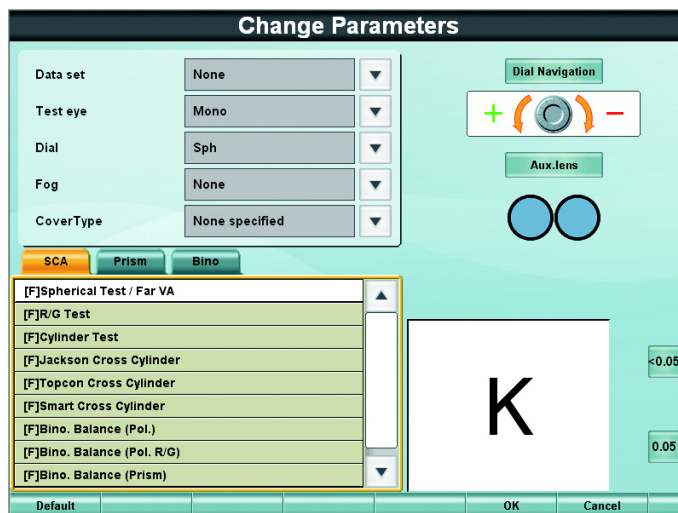 Change Parameters
Data set None
Test eye Mono
Dial Sph
Fog None
CoverType None specified
Dial Navigation
+ −
Aux.lens
SCA Prism Bino
[F]Spherical Test / Far VA
[F]R/G Test
[F]Cylinder Test
[F]Jackson Cross Cylinder
[F]Topcon Cross Cylinder
[F]Smart Cross Cylinder
[F]Bino. Balance (Pol.)
[F]Bino. Balance (Pol. R/G)
[F]Bino. Balance (Prism)
K
<0.05
0.05
Default OK Cancel